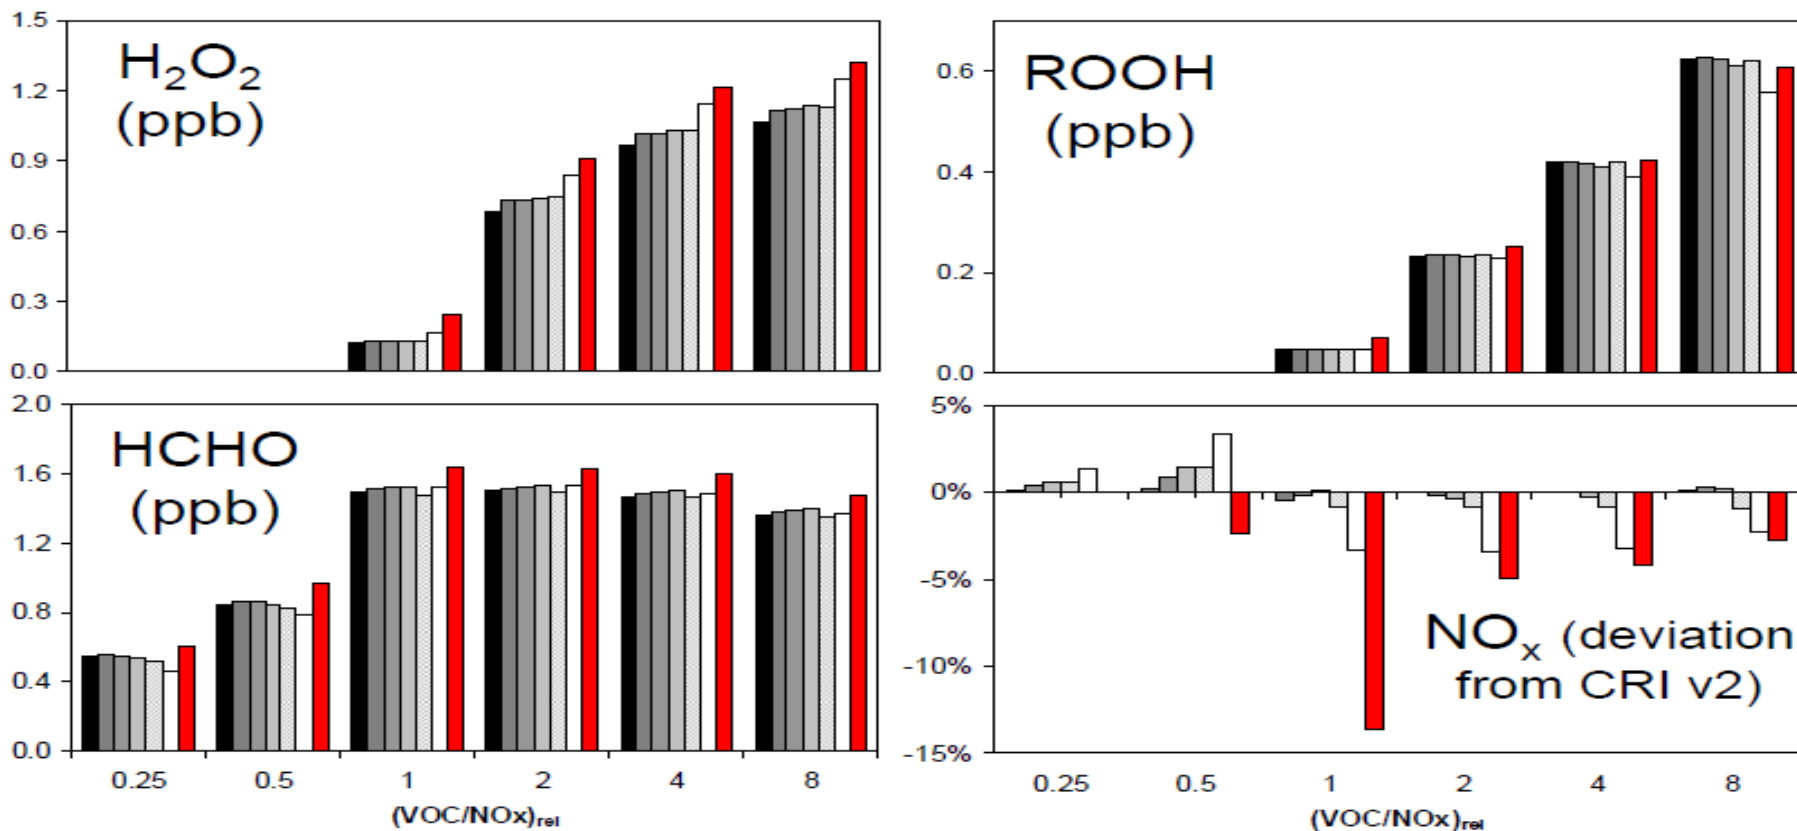 1.5
1.2
0.9
0.6
0.3
0.0
H₂O₂
(ppb)
0.6
0.4
0.2
0.0
ROOH
(ppb)
2.0
1.6
1.2
0.8
0.4
0.0
HCHO
(ppb)
0.25 0.5 1 2 4 8
(VOC/NOx)rel
5%
0%
-5%
-10%
-15%
NOₓ (deviation
from CRI v2)
0.25 0.5 1 2 4 8
(VOC/NOx)rel